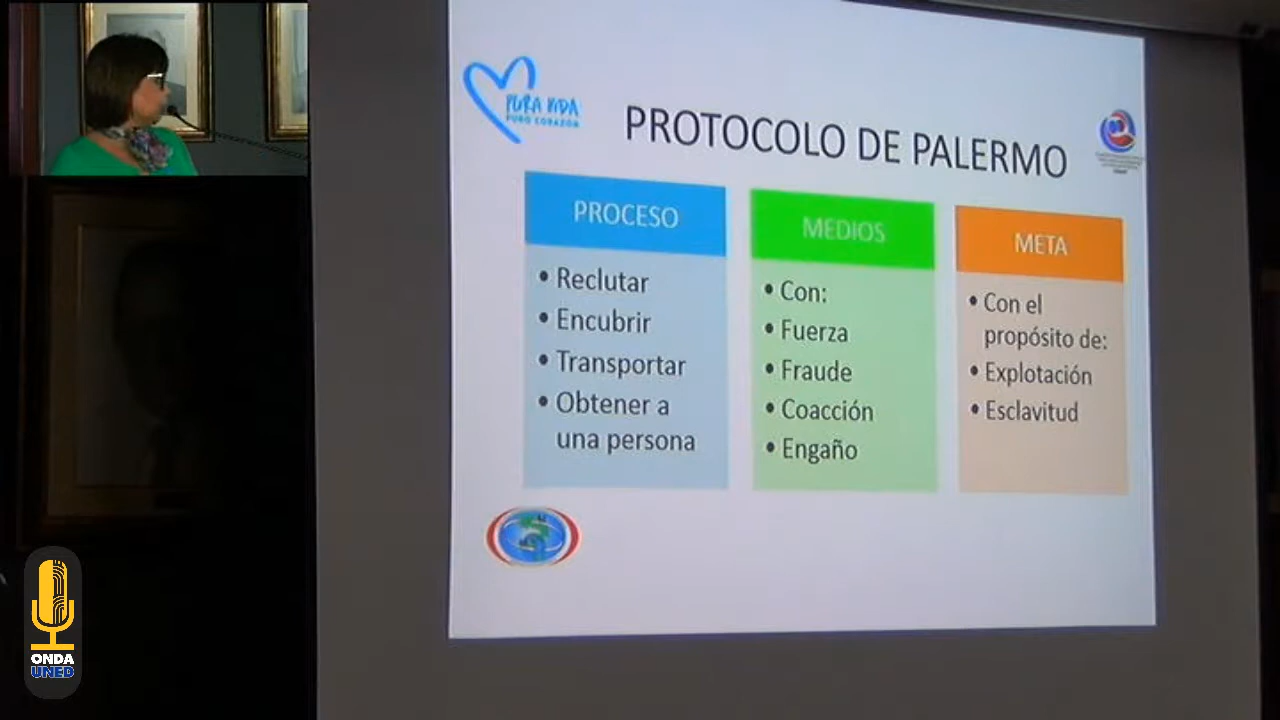 PURA VIDA
PURO CORAZÓN
PROTOCOLO DE PALERMO
PROCESO
• Reclutar
• Encubrir
• Transportar
• Obtener a
una persona
MEDIOS
• Con:
• Fuerza
• Fraude
• Coacción
• Engaño
META
• Con el
propósito de:
• Explotación
• Esclavitud
ONDA
UNED